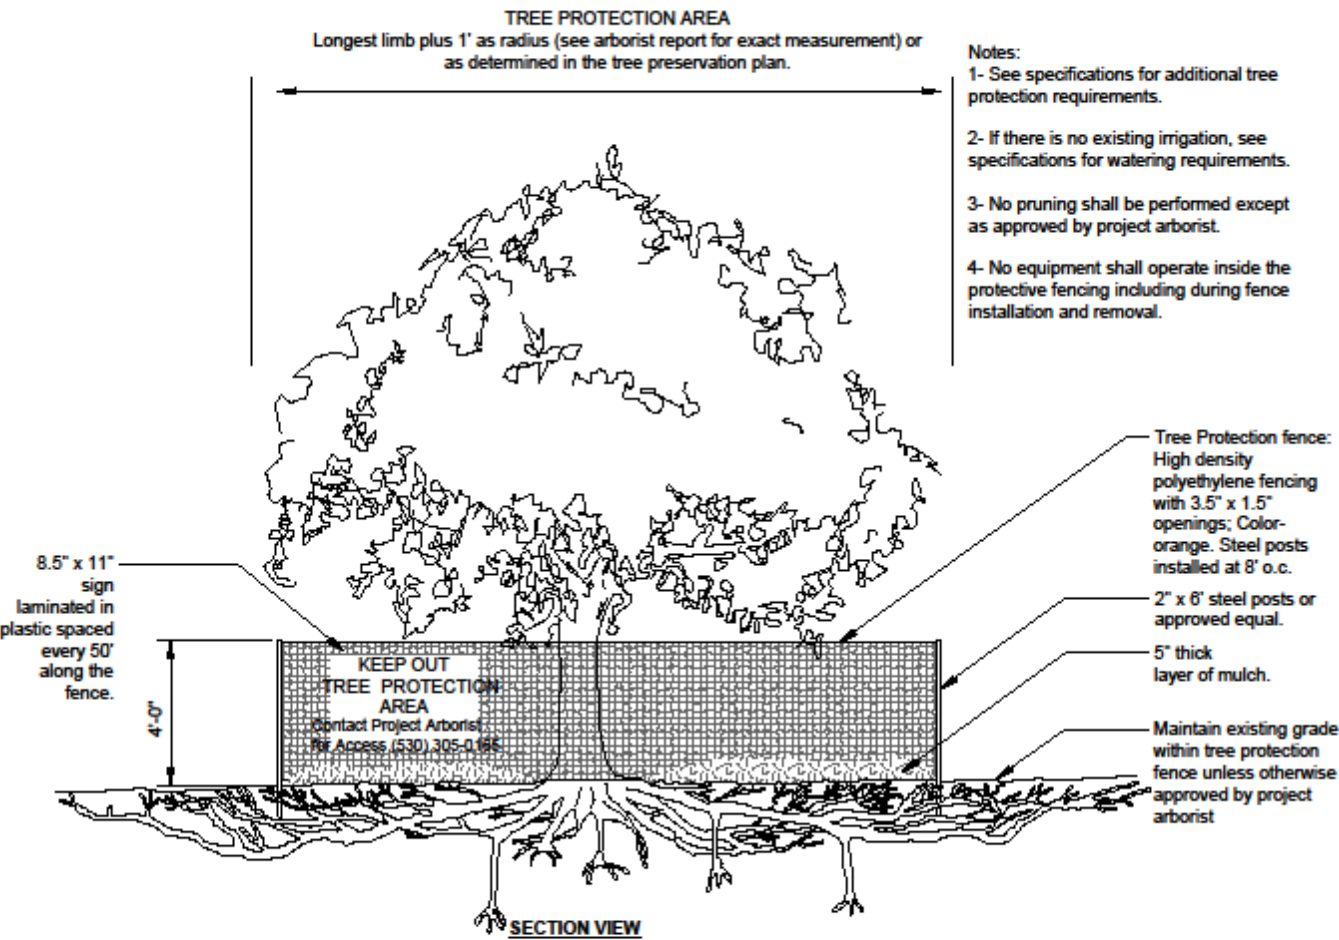 TREE PROTECTION AREA
Longest limb plus 1' as radius (see arborist report for exact measurement) or
as determined in the tree preservation plan.
Notes:
1- See specifications for additional tree
protection requirements.
2- If there is no existing irrigation, see
specifications for watering requirements.
3- No pruning shall be performed except
as approved by project arborist.
4- No equipment shall operate inside the
protective fencing including during fence
installation and removal.
Tree Protection fence:
High density
polyethylene fencing
with 3.5" x 1.5"
openings; Color-
orange. Steel posts
installed at 8' o.c.
2" x 6' steel posts or
approved equal.
5" thick
layer of mulch.
Maintain existing grade
within tree protection
fence unless otherwise
approved by project
arborist
8.5" x 11"
sign
laminated in
plastic spaced
every 50'
along the
fence.
4'-0"
KEEP OUT
TREE PROTECTION
AREA
Contact Project Arborist
for Access (530) 305-0165
SECTION VIEW